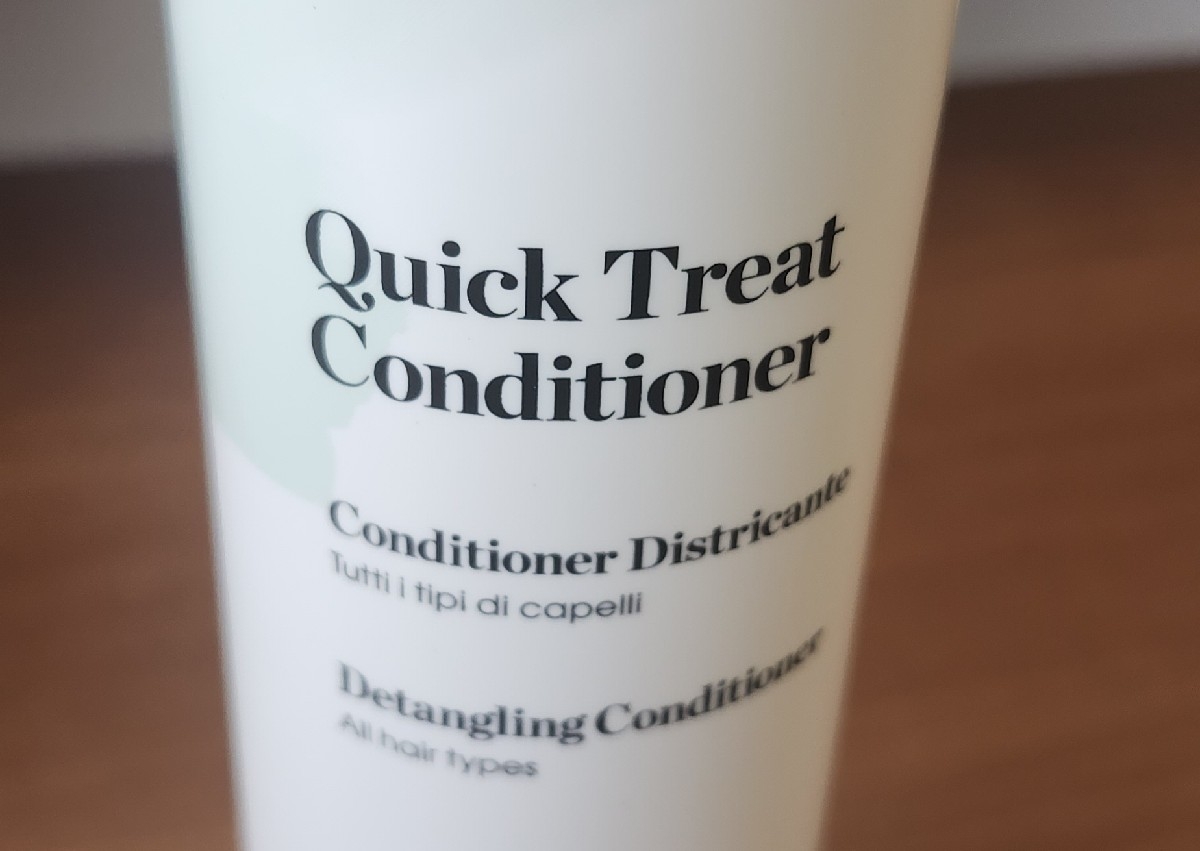 Quick Treat
Conditioner
Conditioner Districante
Tutti i tipi di capelli
Detangling Conditioner
All hair types